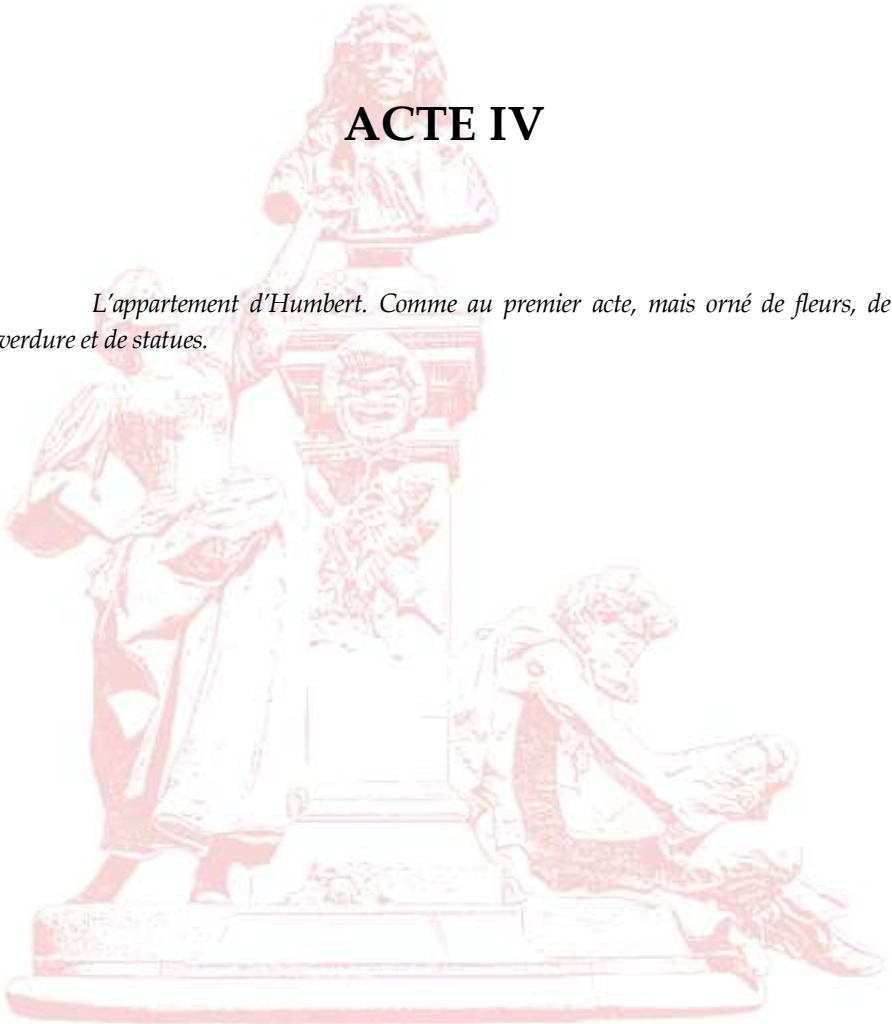 ACTE IV
L'appartement d'Humbert. Comme au premier acte, mais orné de fleurs, de
verdure et de statues.